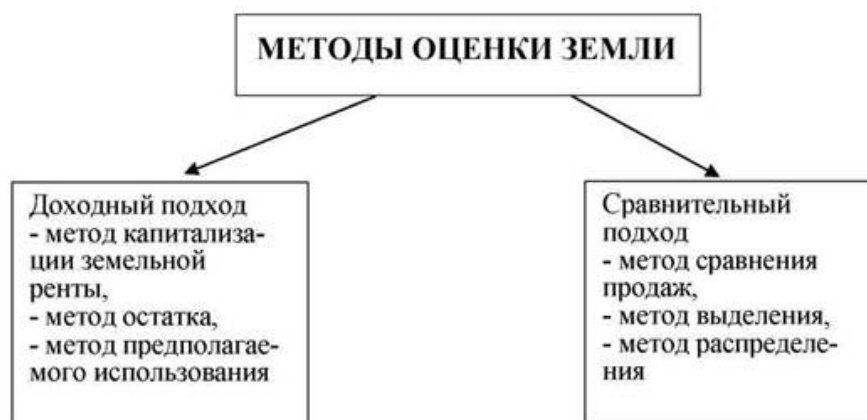 МЕТОДЫ ОЦЕНКИ ЗЕМЛИ
Доходный подход
- метод капитализа-
ции земельной
ренты,
- метод остатка,
- метод предполагае-
мого использования
Сравнительный
подход
- метод сравнения
продаж,
- метод выделения,
- метод распределе-
ния